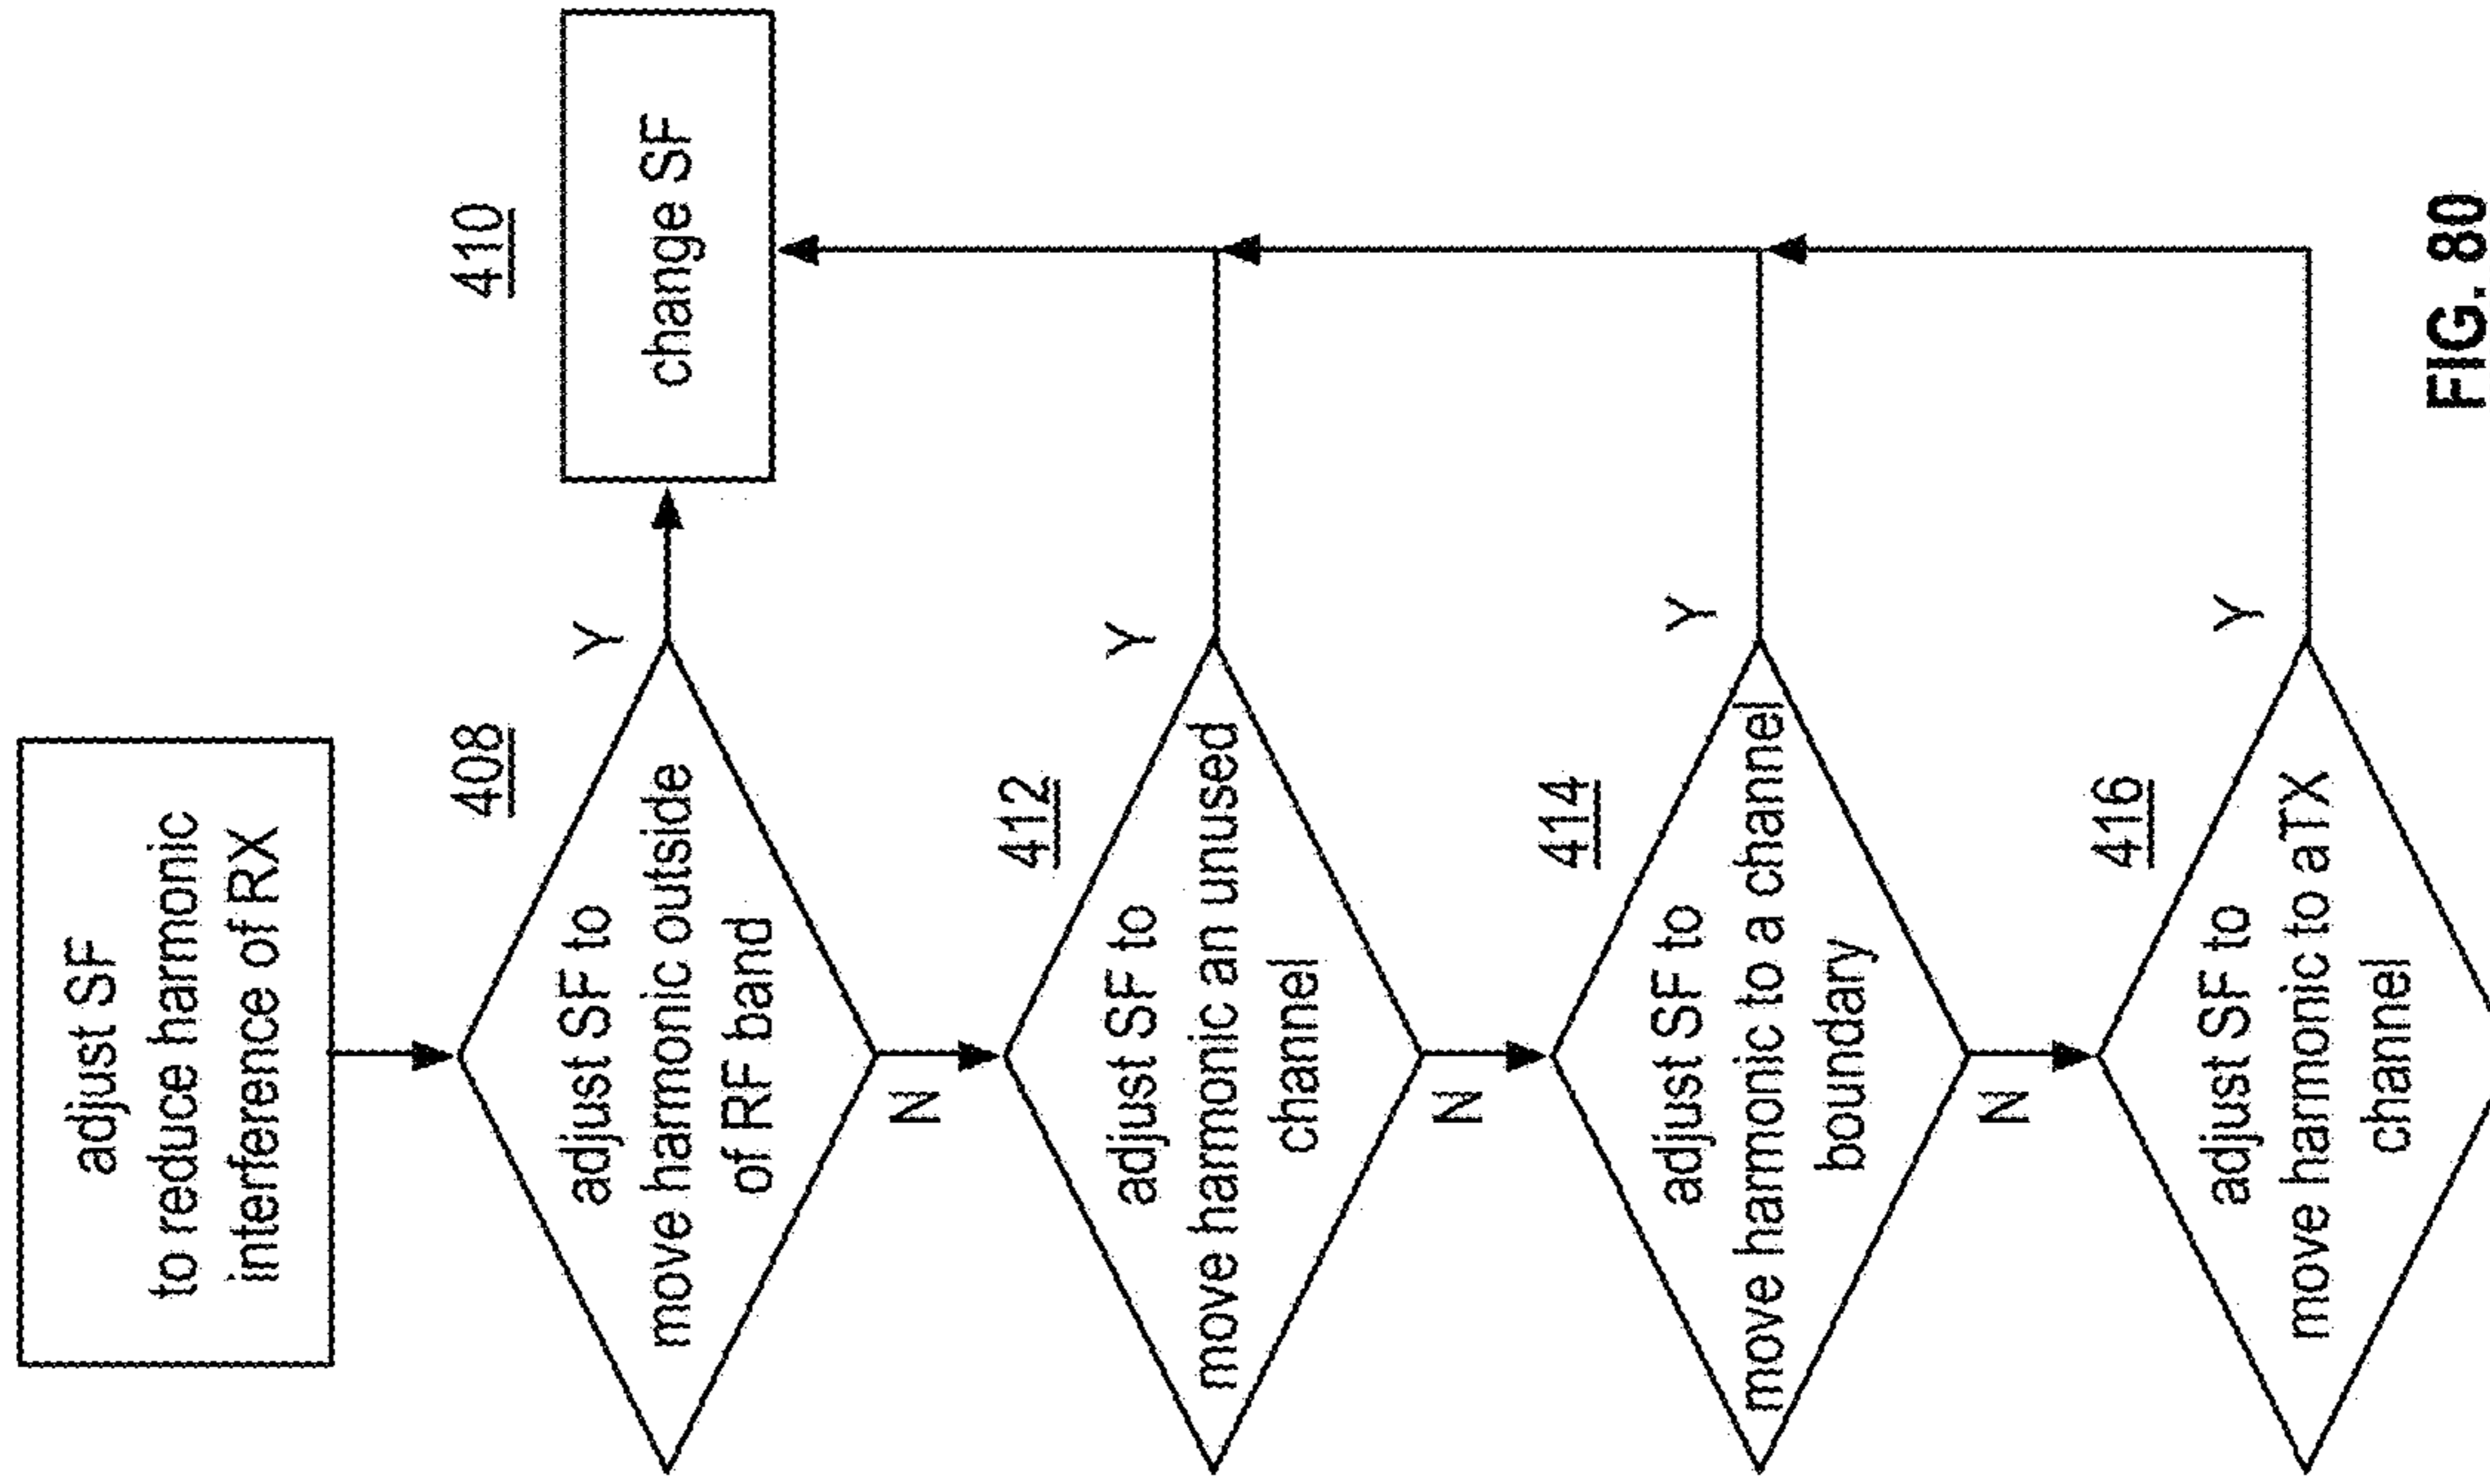 adjust SF
to reduce harmonic
interference of RX
408
adjust SF to
move harmonic outside
of RF band
Y
410
change SF
N
412
adjust SF to
move harmonic an unused
channel
Y
N
414
adjust SF to
move harmonic to a channel
boundary
Y
N
416
adjust SF to
move harmonic to aTX
channel
Y
FIG. 80